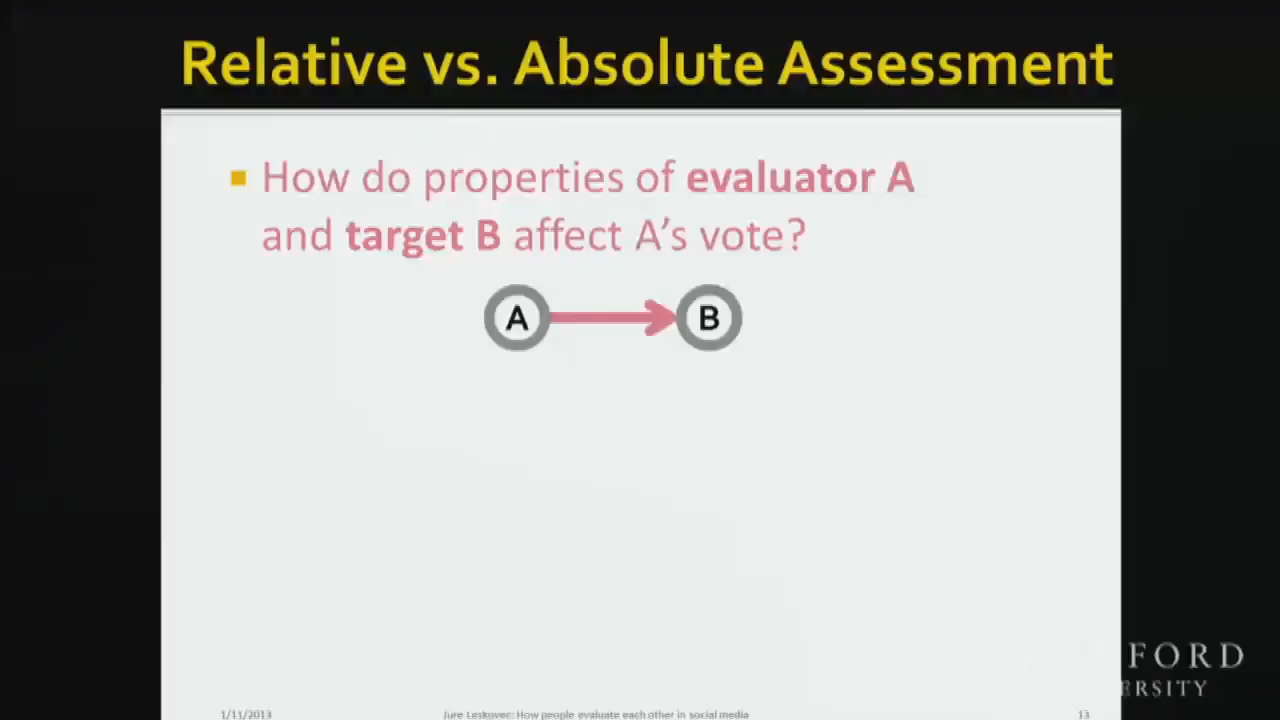 Relative vs. Absolute Assessment
How do properties of evaluator A
and target B affect A's vote?
A B
1/11/2013 Jure Leskovec: How people evaluate each other in social media 13
FORD
ERSITY